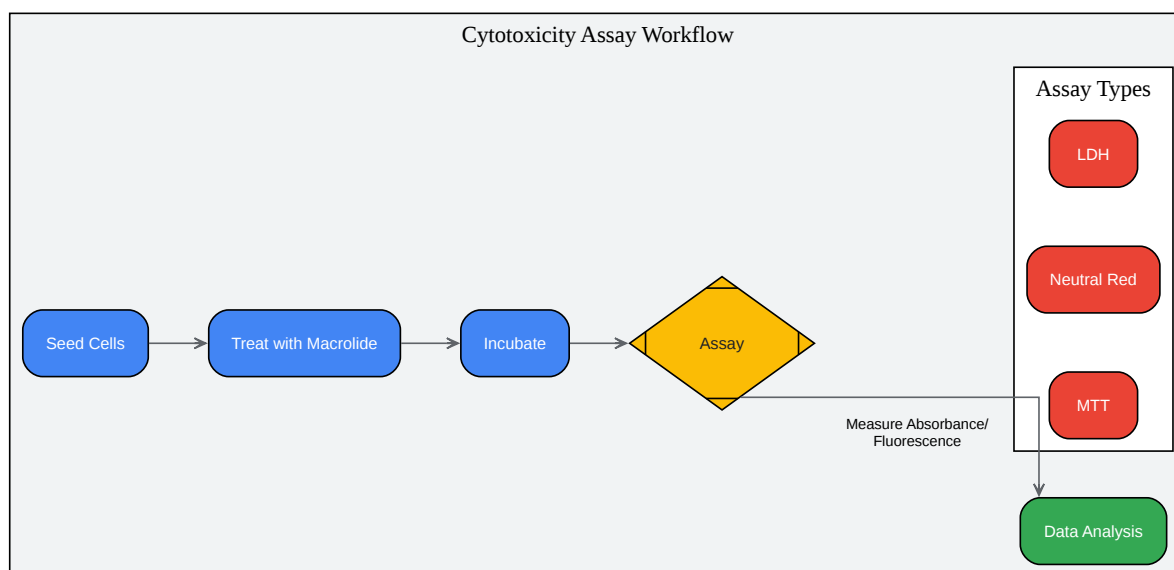 Cytotoxicity Assay Workflow
Assay Types
LDH
Neutral Red
MTT
Seed Cells
Treat with Macrolide
Incubate
Assay
Measure Absorbance/
Fluorescence
Data Analysis